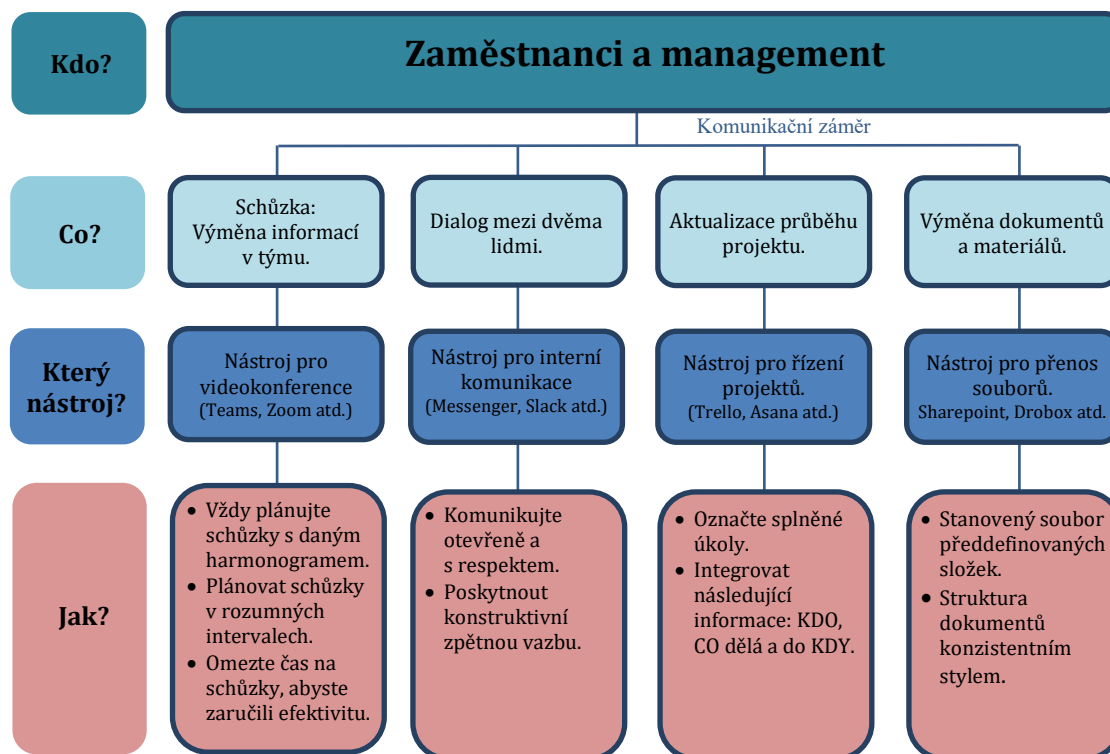 Kdo?
Zaměstnanci a management
Komunikační záměr
Co?
Schůzka:
Výměna informací
v týmu.
Dialog mezi dvěma
lidmi.
Aktualizace průběhu
projektu.
Výměna dokumentů
a materiálů.
Který
nástroj?
Nástroj pro
videokonference
(Teams, Zoom atd.)
Nástroj pro interní
komunikace
(Messenger, Slack atd.)
Nástroj pro řízení
projektů.
(Trello, Asana atd.)
Nástroj pro přenos
souborů.
Sharepoint, Drobox atd.
Jak?
• Vždy plánujte
schůzky s daným
harmonogramem.
• Plánovat schůzky
v rozumných
intervalech.
• Omezte čas na
schůzky, abyste
zaručili efektivitu.
• Komunikujte
otevřeně a
s respektem.
• Poskytnout
konstruktivní
zpětnou vazbu.
• Označte splněné
úkoly.
• Integrovat
následující
informace: KDO,
CO dělá a do KDY.
• Stanovený soubor
předdefinovaných
složek.
• Struktura
dokumentů
konzistentním
stylem.